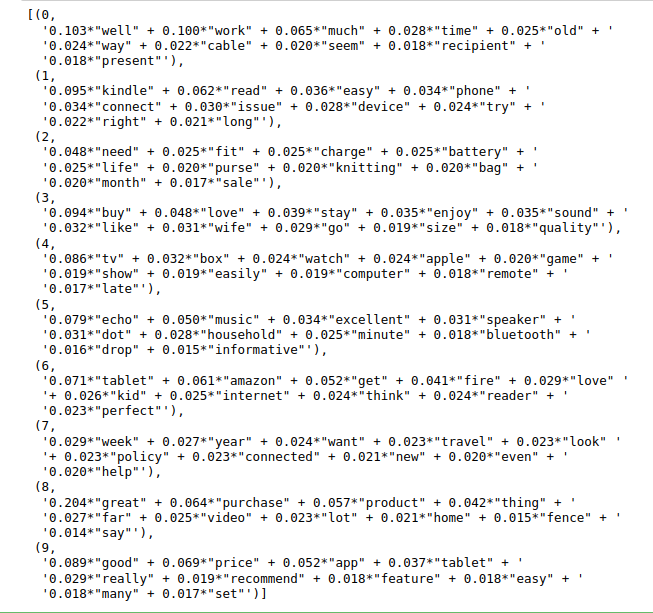 [(0,
'0.103*"well" + 0.100*"work" + 0.065*"much" + 0.028*"time" + 0.025*"old" + '
'0.024*"way" + 0.022*"cable" + 0.020*"seem" + 0.018*"recipient" + '
'0.018*"present"'),
(1,
'0.095*"kindle" + 0.062*"read" + 0.036*"easy" + 0.034*"phone" + '
'0.034*"connect" + 0.030*"issue" + 0.028*"device" + 0.024*"try" + '
'0.022*"right" + 0.021*"long"'),
(2,
'0.048*"need" + 0.025*"fit" + 0.025*"charge" + 0.025*"battery" + '
'0.025*"life" + 0.020*"purse" + 0.020*"knitting" + 0.020*"bag" + '
'0.020*"month" + 0.017*"sale"'),
(3,
'0.094*"buy" + 0.048*"love" + 0.039*"stay" + 0.035*"enjoy" + 0.035*"sound" + '
'0.032*"like" + 0.031*"wife" + 0.029*"go" + 0.019*"size" + 0.018*"quality"'),
(4,
'0.086*"tv" + 0.032*"box" + 0.024*"watch" + 0.024*"apple" + 0.020*"game" + '
'0.019*"show" + 0.019*"easily" + 0.019*"computer" + 0.018*"remote" + '
'0.017*"late"'),
(5,
'0.079*"echo" + 0.050*"music" + 0.034*"excellent" + 0.031*"speaker" + '
'0.031*"dot" + 0.028*"household" + 0.025*"minute" + 0.018*"bluetooth" + '
'0.016*"drop" + 0.015*"informative"'),
(6,
'0.071*"tablet" + 0.061*"amazon" + 0.052*"get" + 0.041*"fire" + 0.029*"love" '
'+ 0.026*"kid" + 0.025*"internet" + 0.024*"think" + 0.024*"reader" + '
'0.023*"perfect"'),
(7,
'0.029*"week" + 0.027*"year" + 0.024*"want" + 0.023*"travel" + 0.023*"look" '
'+ 0.023*"policy" + 0.023*"connected" + 0.021*"new" + 0.020*"even" + '
'0.020*"help"'),
(8,
'0.204*"great" + 0.064*"purchase" + 0.057*"product" + 0.042*"thing" + '
'0.027*"far" + 0.025*"video" + 0.023*"lot" + 0.021*"home" + 0.015*"fence" + '
'0.014*"say"'),
(9,
'0.089*"good" + 0.069*"price" + 0.052*"app" + 0.037*"tablet" + '
'0.029*"really" + 0.019*"recommend" + 0.018*"feature" + 0.018*"easy" + '
'0.018*"many" + 0.017*"set"')]